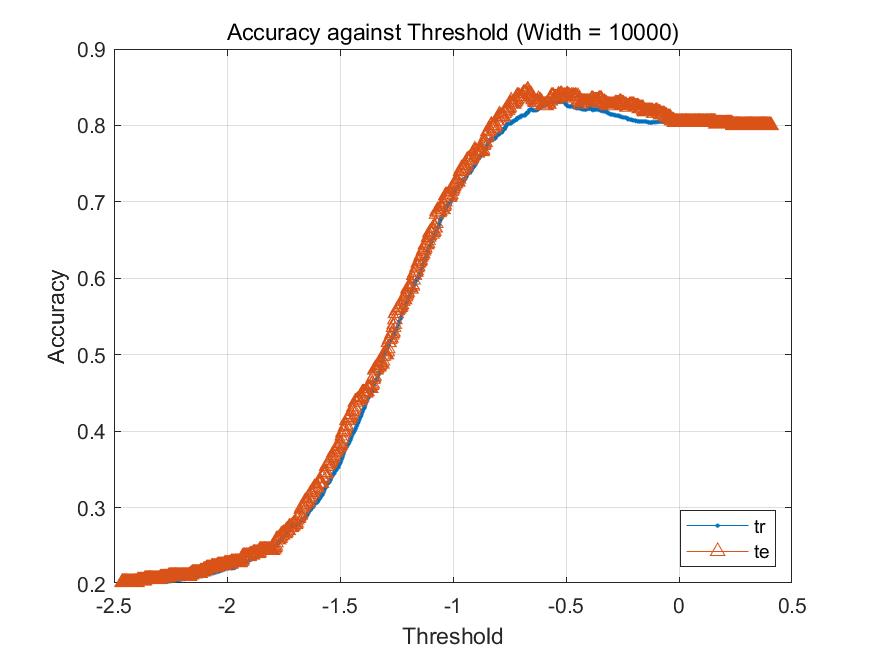 Accuracy against Threshold (Width = 10000)
0.9
0.8
0.7
0.6
0.5
0.4
0.3
0.2
Accuracy
-2.5 -2 -1.5 -1 -0.5 0 0.5
Threshold
tr
te